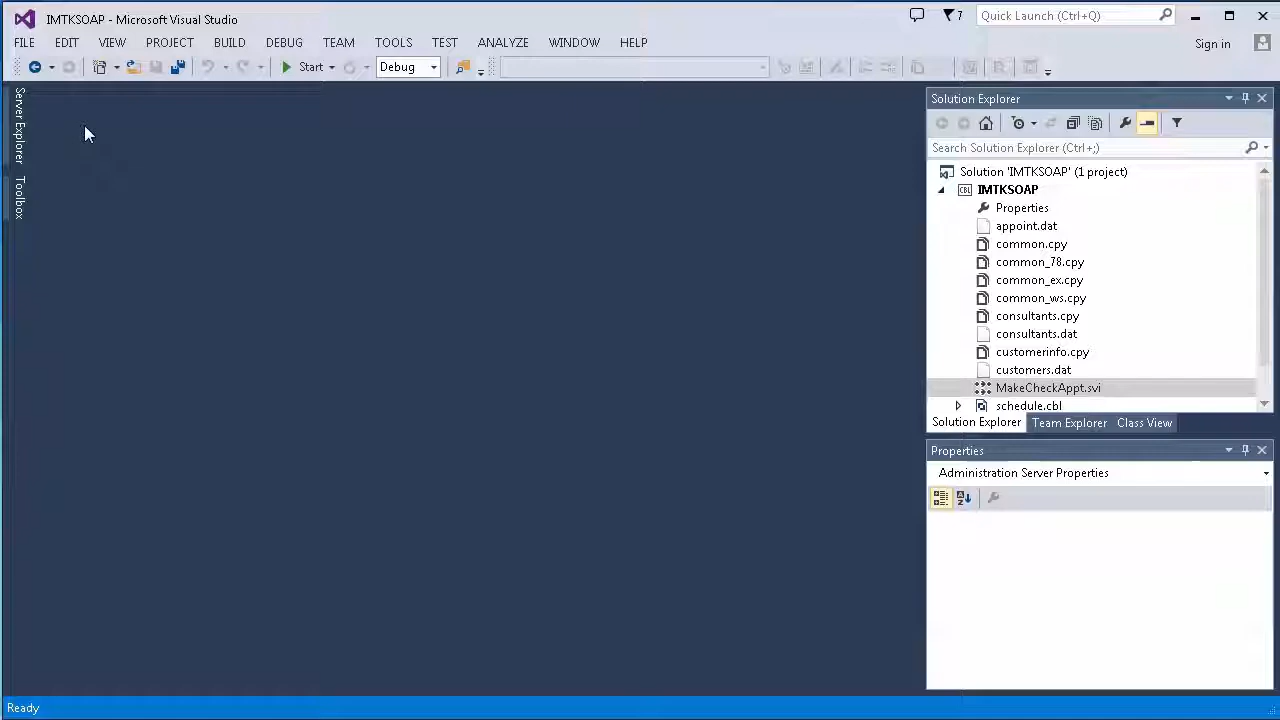 IMTKSOAP - Microsoft Visual Studio
7
Quick Launch (Ctrl+Q)
FILE EDIT VIEW PROJECT BUILD DEBUG TEAM TOOLS TEST ANALYZE WINDOW HELP
Sign in
Start
Debug
Server Explorer
Toolbox
Solution Explorer
Search Solution Explorer (Ctrl+;)
Solution 'IMTKSOAP' (1 project)
CBL IMTKSOAP
Properties
appoint.dat
common.cpy
common_78.cpy
common_ex.cpy
common_ws.cpy
consultants.cpy
consultants.dat
customerinfo.cpy
customers.dat
MakeCheckAppt.svi
schedule.cbl
Solution Explorer Team Explorer Class View
Properties
Administration Server Properties
Ready